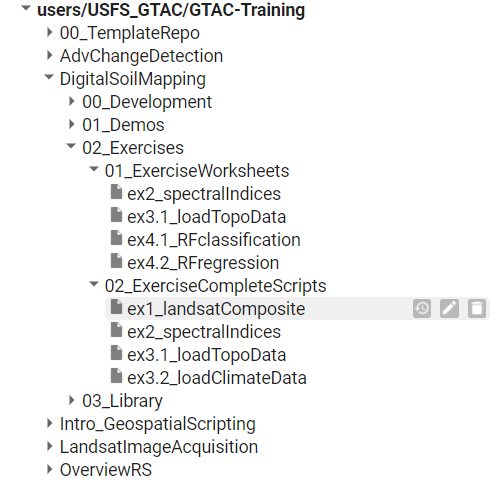 users/USFS_GTAC/GTAC-Training
00_TemplateRepo
AdvChangeDetection
DigitalSoilMapping
00_Development
01_Demos
02_Exercises
01_ExerciseWorksheets
ex2_spectralIndices
ex3.1_loadTopoData
ex4.1_RFclassification
ex4.2_RFregression
02_ExerciseCompleteScripts
ex1_landsatComposite
ex2_spectralIndices
ex3.1_loadTopoData
ex3.2_loadClimateData
03_Library
Intro_GeospatialScripting
LandsatImageAcquisition
OverviewRS